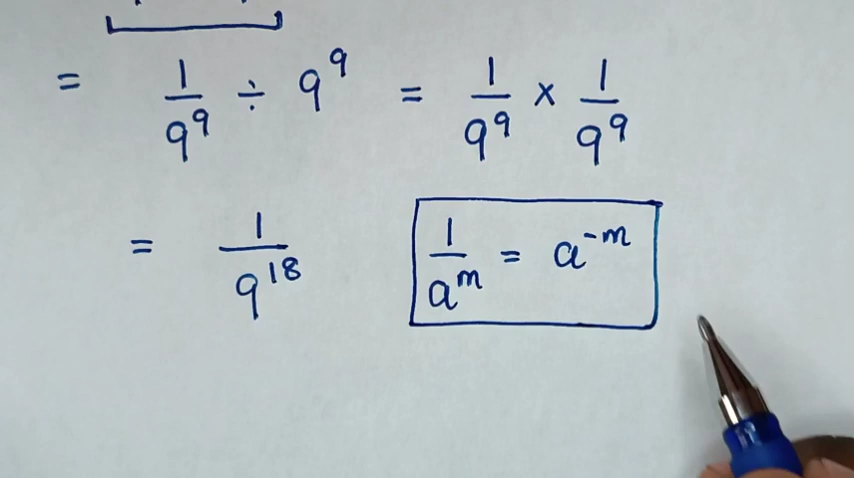 = 1/9^9 ÷ 9^9 = 1/9^9 × 1/9^9
= 1/9^18
1/a^m = a^-m